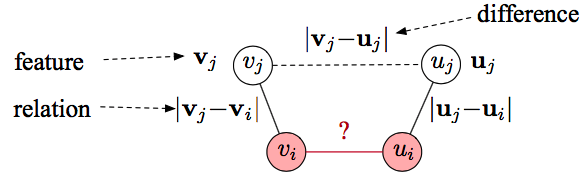 difference
|𝐯ⱼ−𝐮ⱼ|
feature 𝐯ⱼ vⱼ uⱼ 𝐮ⱼ
relation |𝐯ⱼ−𝐯ᵢ| |𝐮ⱼ−𝐮ᵢ|
?
vᵢ uᵢ